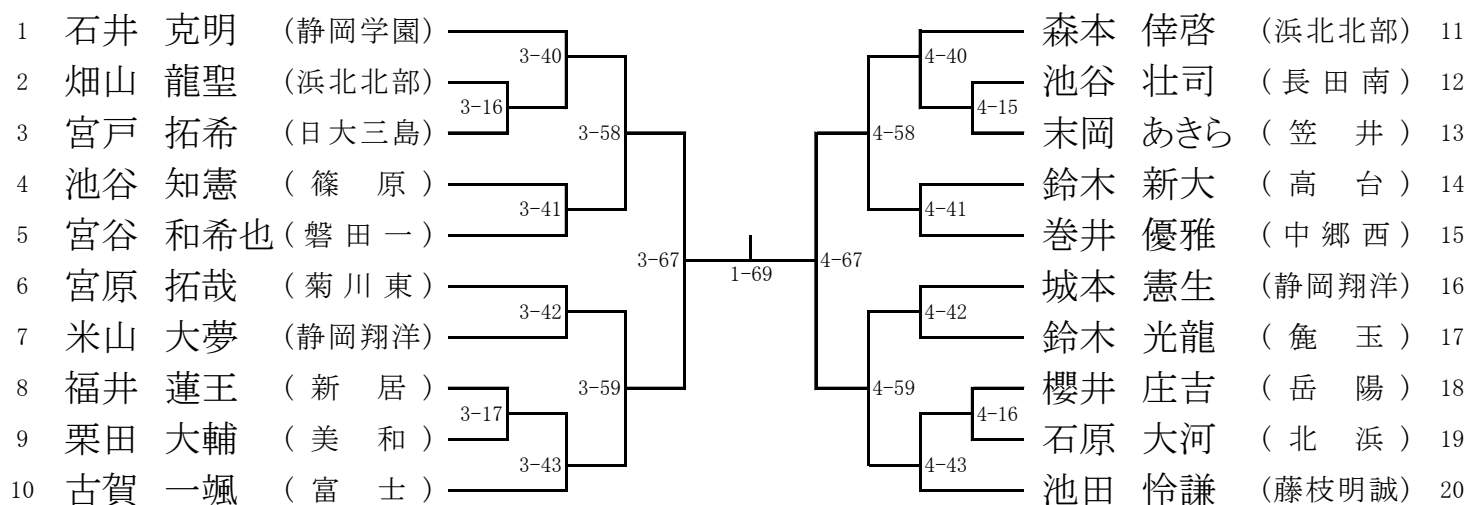 1 石井 克明 (静岡学園)
2 畑山 龍聖 (浜北北部)
3 宮戸 拓希 (日大三島)
4 池谷 知憲 (篠原)
5 宮谷 和希也 (磐田一)
6 宮原 拓哉 (菊川東)
7 米山 大夢 (静岡翔洋)
8 福井 蓮王 (新居)
9 栗田 大輔 (美和)
10 古賀 一颯 (富士)
3-40
3-16
3-58
3-41
3-67
3-42
3-59
3-17
3-43
1-69
4-40
4-15
4-58
4-41
4-67
4-42
4-59
4-16
4-43
森本 倖啓 (浜北北部) 11
池谷 壮司 (長田南) 12
末岡 あきら (笠井) 13
鈴木 新大 (高台) 14
巻井 優雅 (中郷西) 15
城本 憲生 (静岡翔洋) 16
鈴木 光龍 (麁玉) 17
櫻井 庄吉 (岳陽) 18
石原 大河 (北浜) 19
池田 怜謙 (藤枝明誠) 20